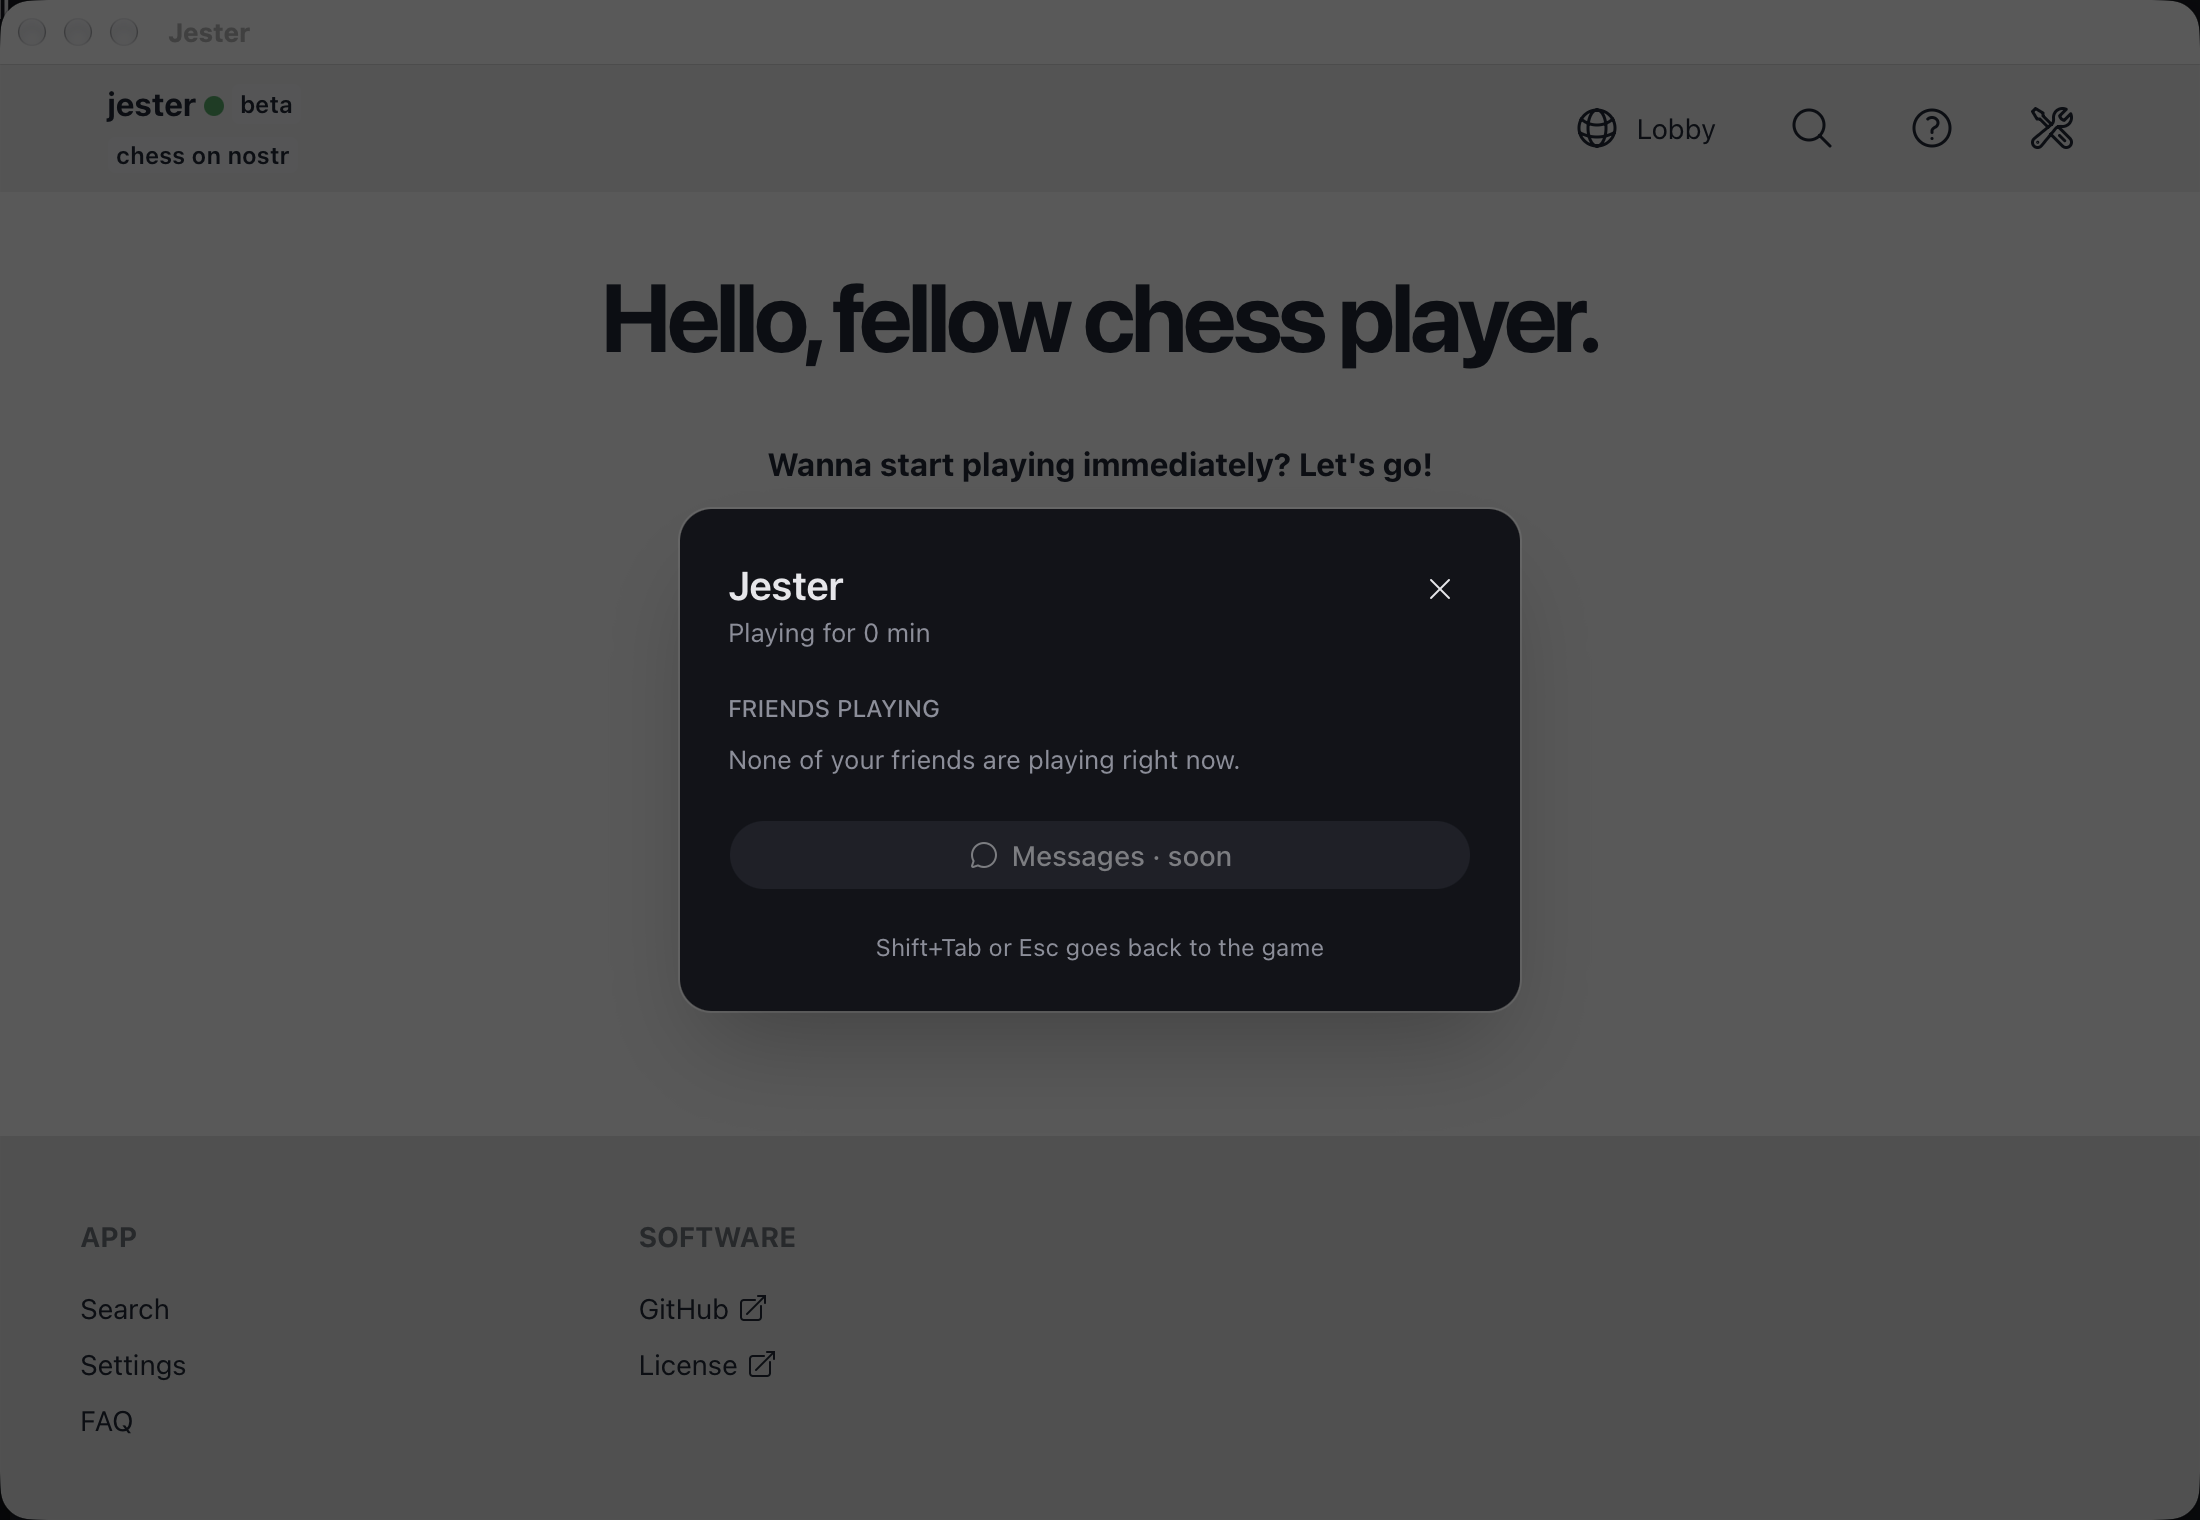 Jester
jester beta
chess on nostr
Lobby
Hello, fellow chess player.
Wanna start playing immediately? Let's go!
Jester
Playing for 0 min
FRIENDS PLAYING
None of your friends are playing right now.
Messages · soon
Shift+Tab or Esc goes back to the game
APP
Search
Settings
FAQ
SOFTWARE
GitHub
License